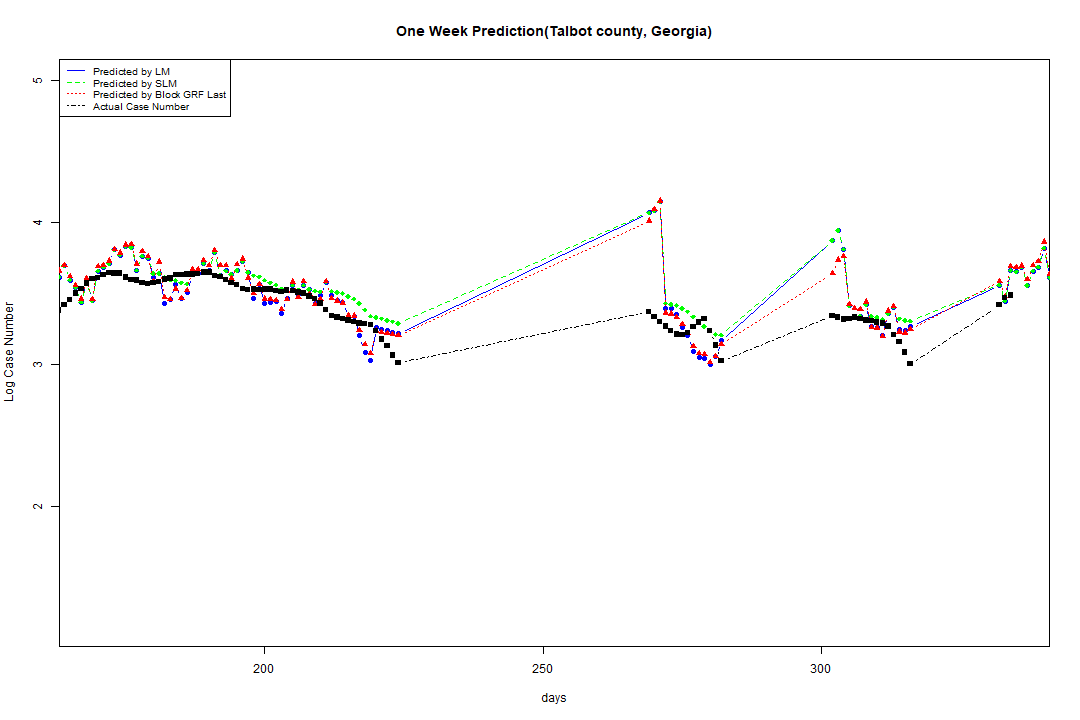 One Week Prediction(Talbot county, Georgia)
Predicted by LM
Predicted by SLM
Predicted by Block GRF Last
Actual Case Number
5
4
3
2
Log Case Number
200
250
300
days